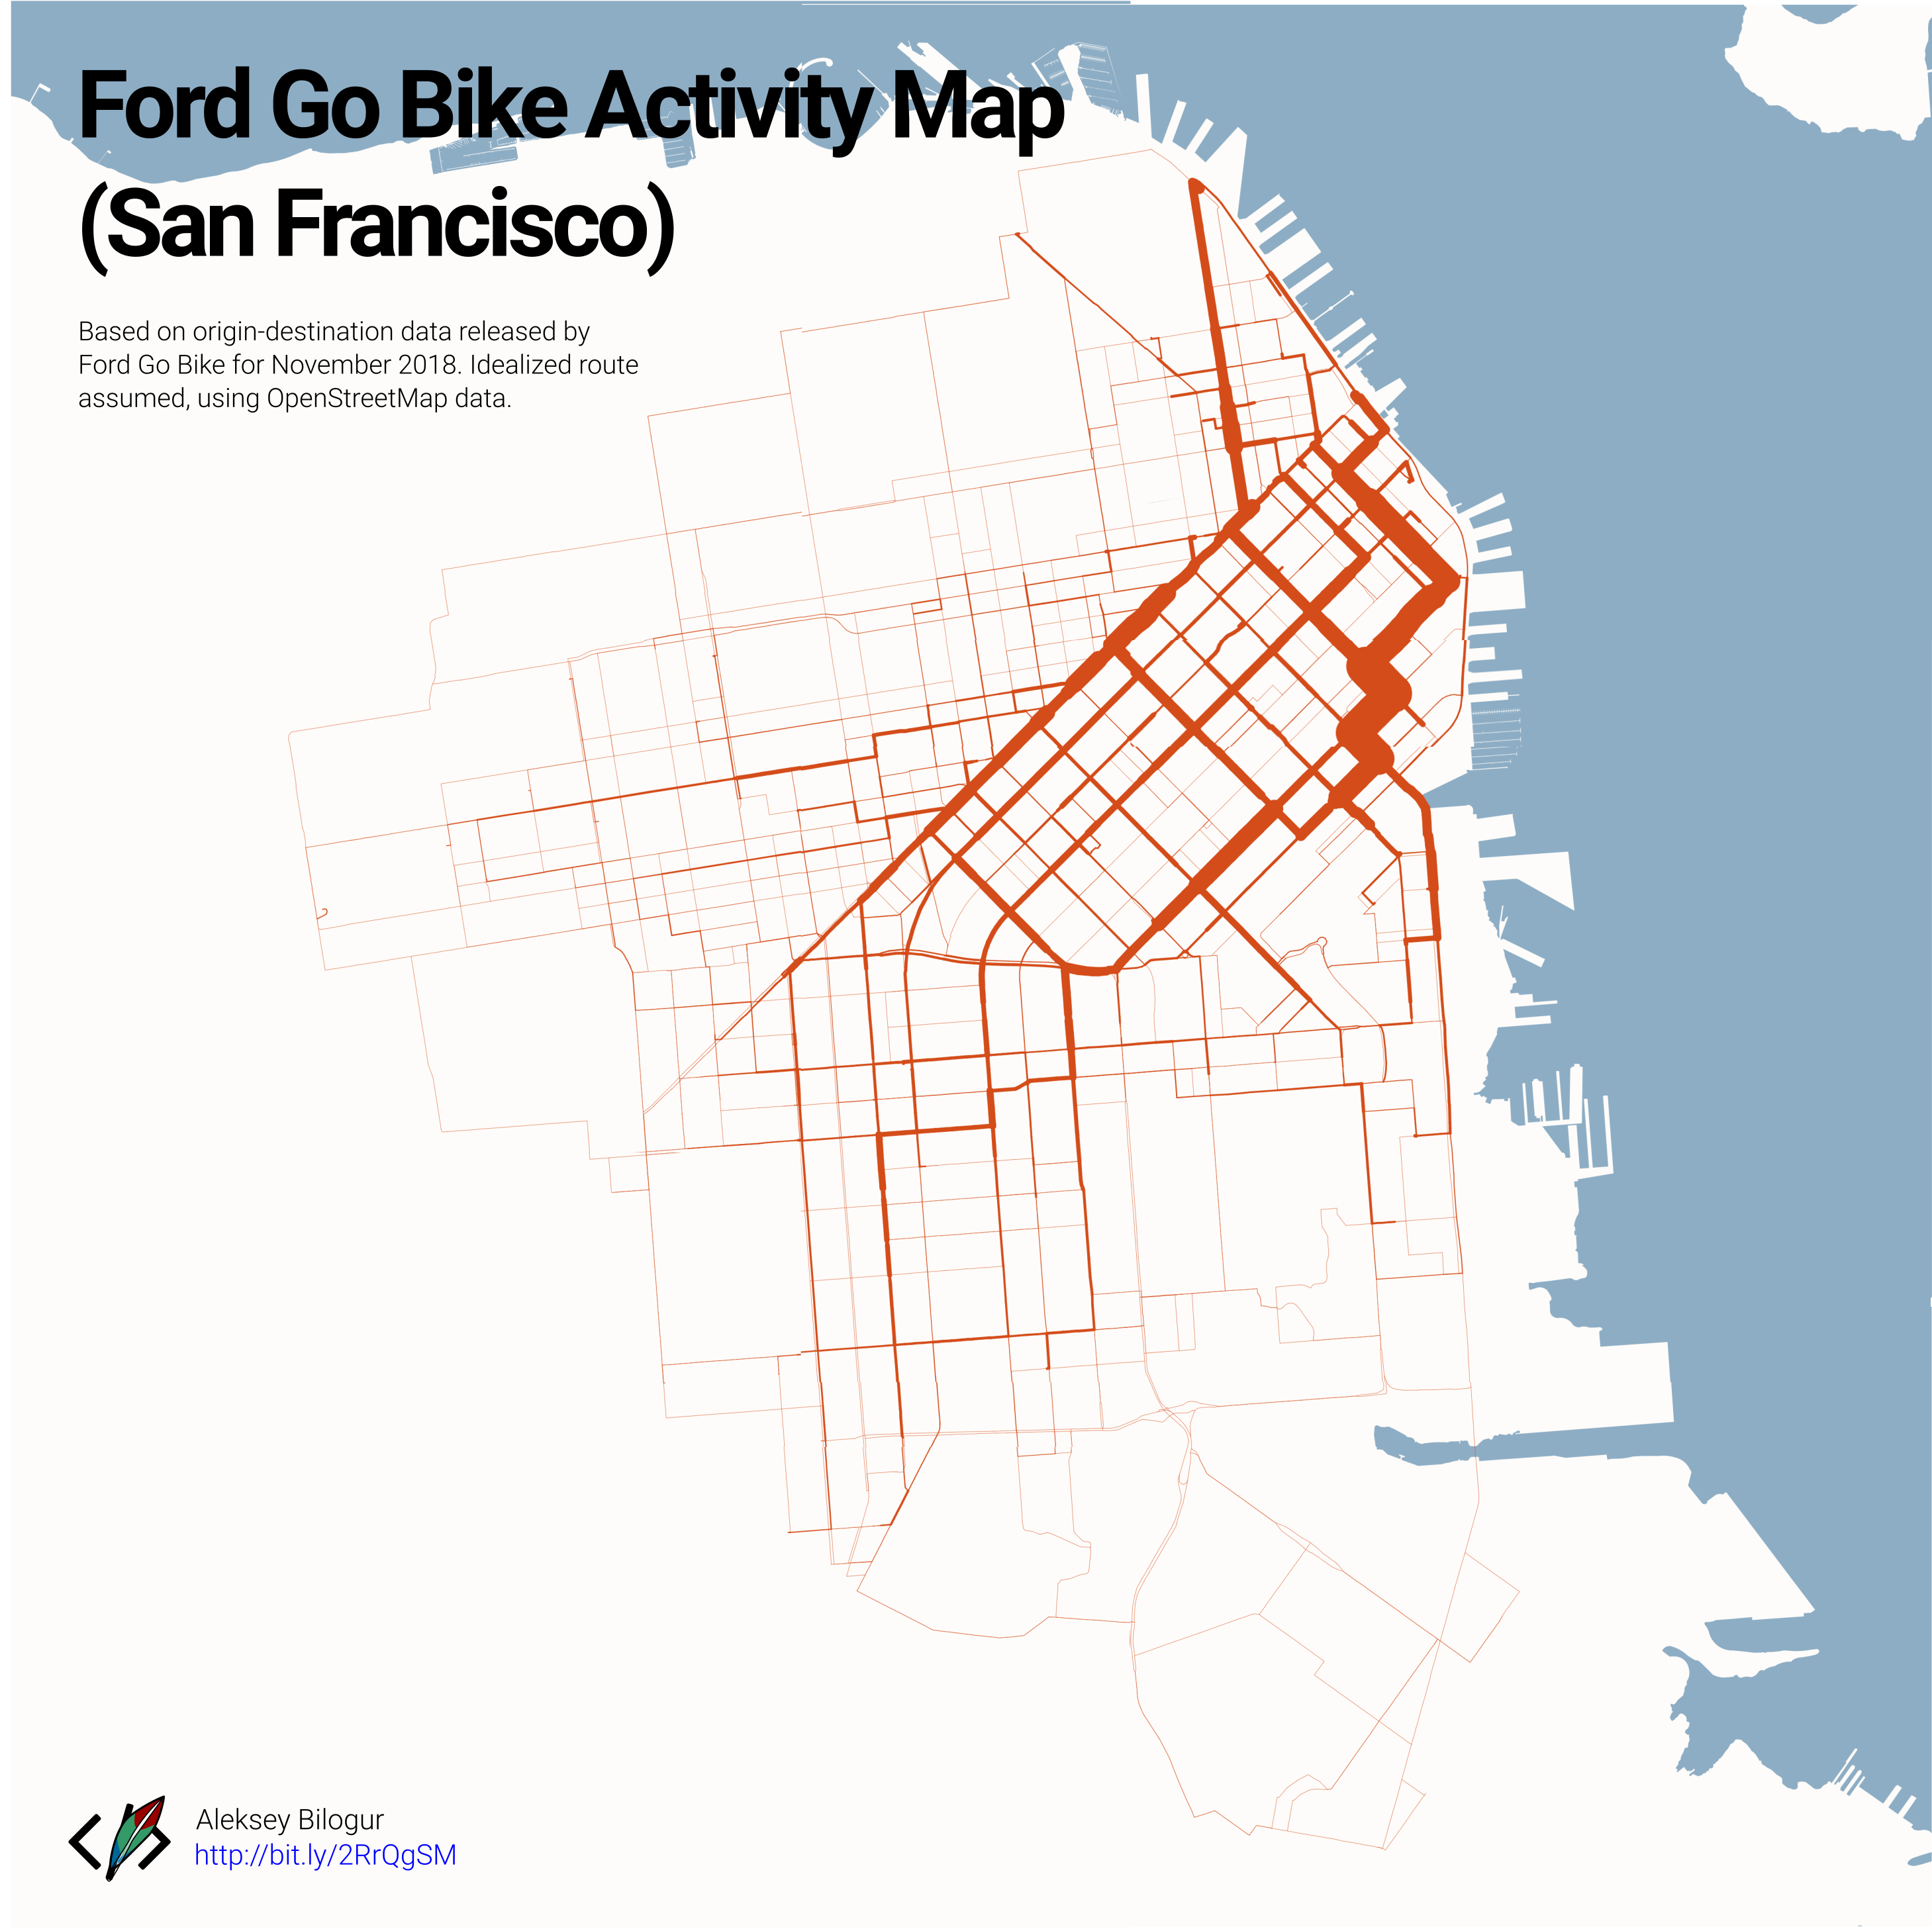 Ford Go Bike Activity Map
(San Francisco)
Based on origin-destination data released by
Ford Go Bike for November 2018. Idealized route
assumed, using OpenStreetMap data.
Aleksey Bilogur
http://bit.ly/2RrQgSM